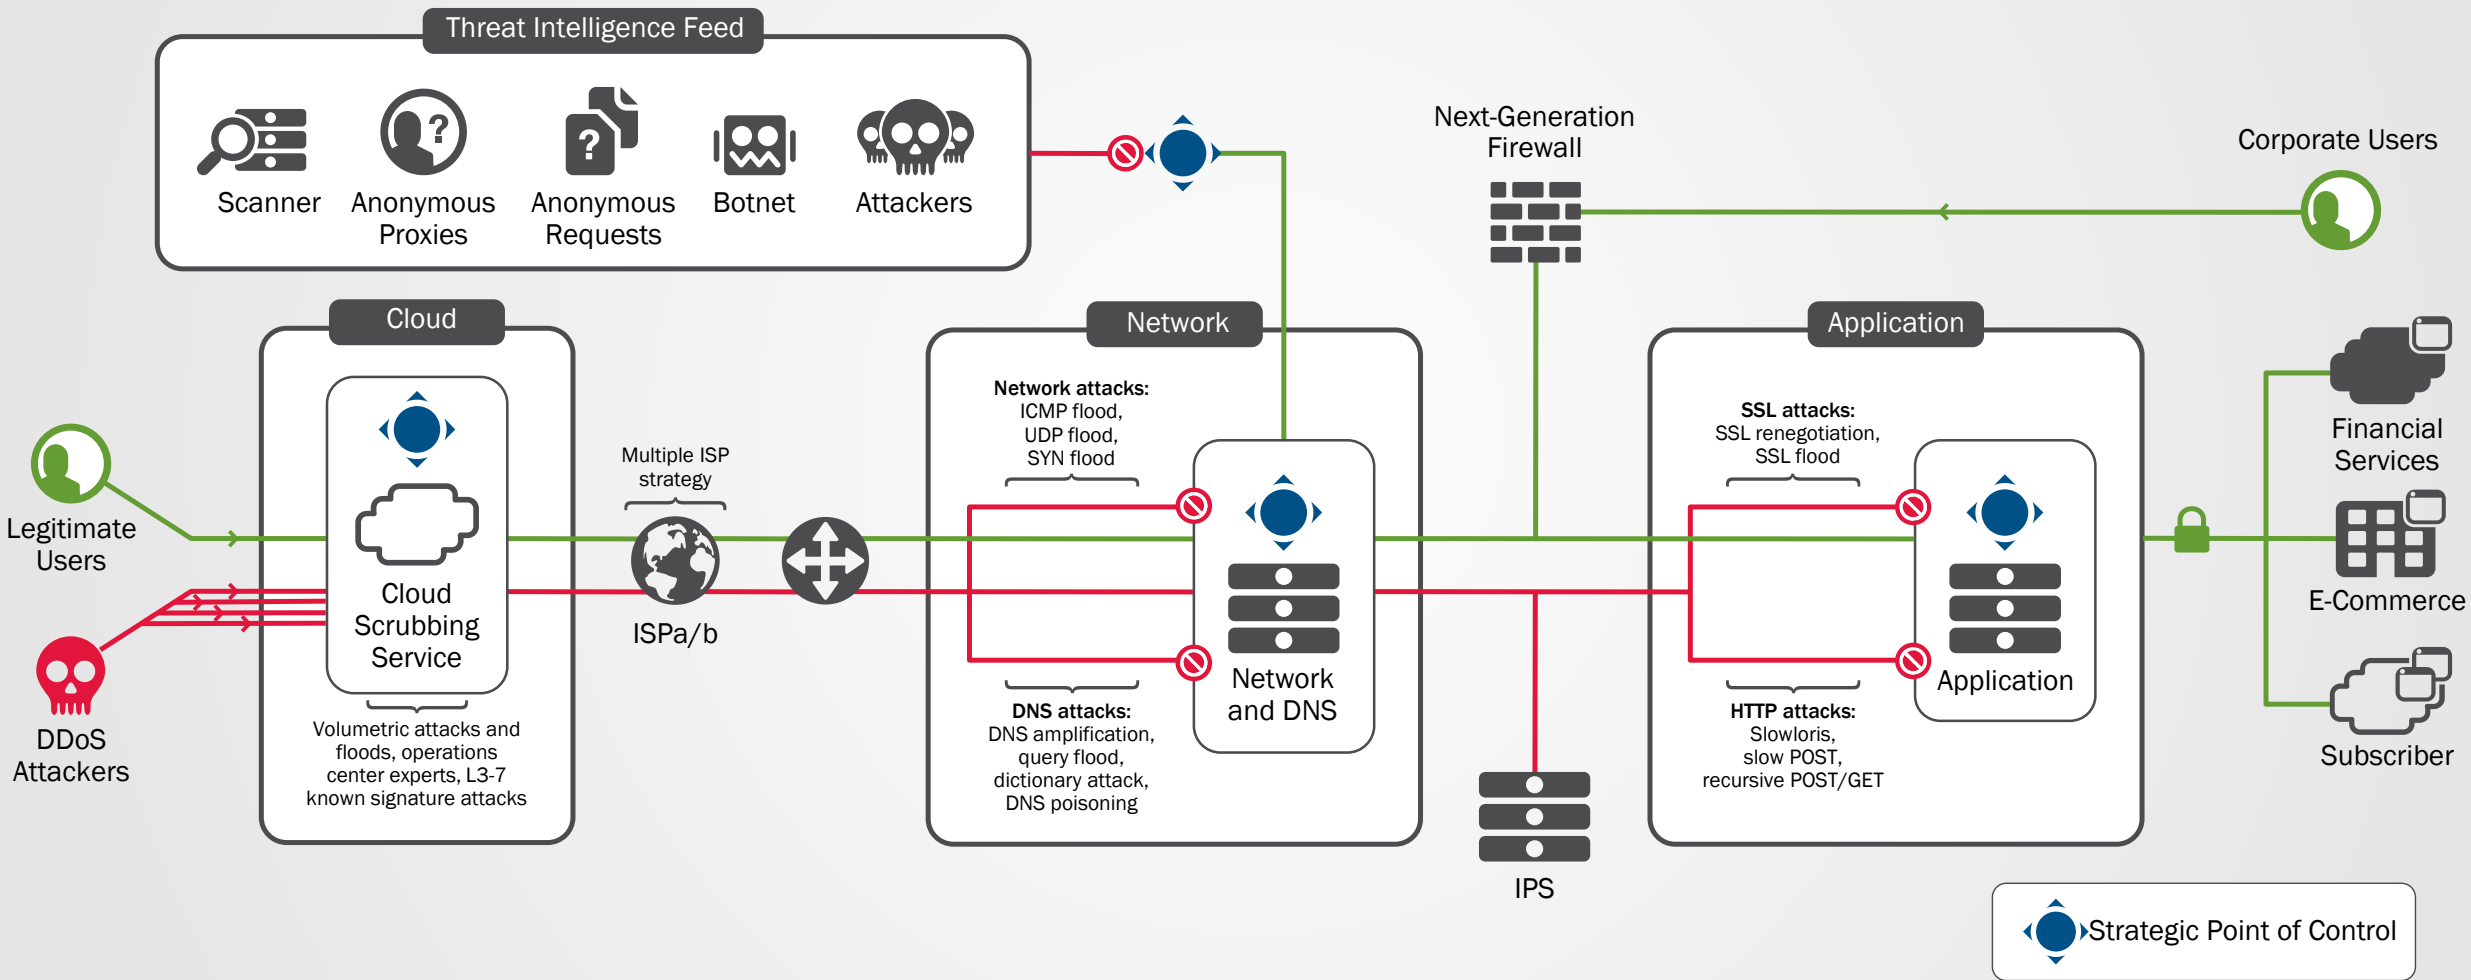 Threat Intelligence Feed
Scanner
Anonymous
Proxies
Anonymous
Requests
Botnet
Attackers
Next-Generation
Firewall
Corporate Users
Cloud
Legitimate
Users
DDoS
Attackers
Cloud
Scrubbing
Service
Volumetric attacks and
floods, operations
center experts, L3-7
known signature attacks
Multiple ISP
strategy
ISPa/b
Network
Network attacks:
ICMP flood,
UDP flood,
SYN flood
DNS attacks:
DNS amplification,
query flood,
dictionary attack,
DNS poisoning
Network
and DNS
IPS
Application
SSL attacks:
SSL renegotiation,
SSL flood
HTTP attacks:
Slowloris,
slow POST,
recursive POST/GET
Application
Financial
Services
E-Commerce
Subscriber
Strategic Point of Control